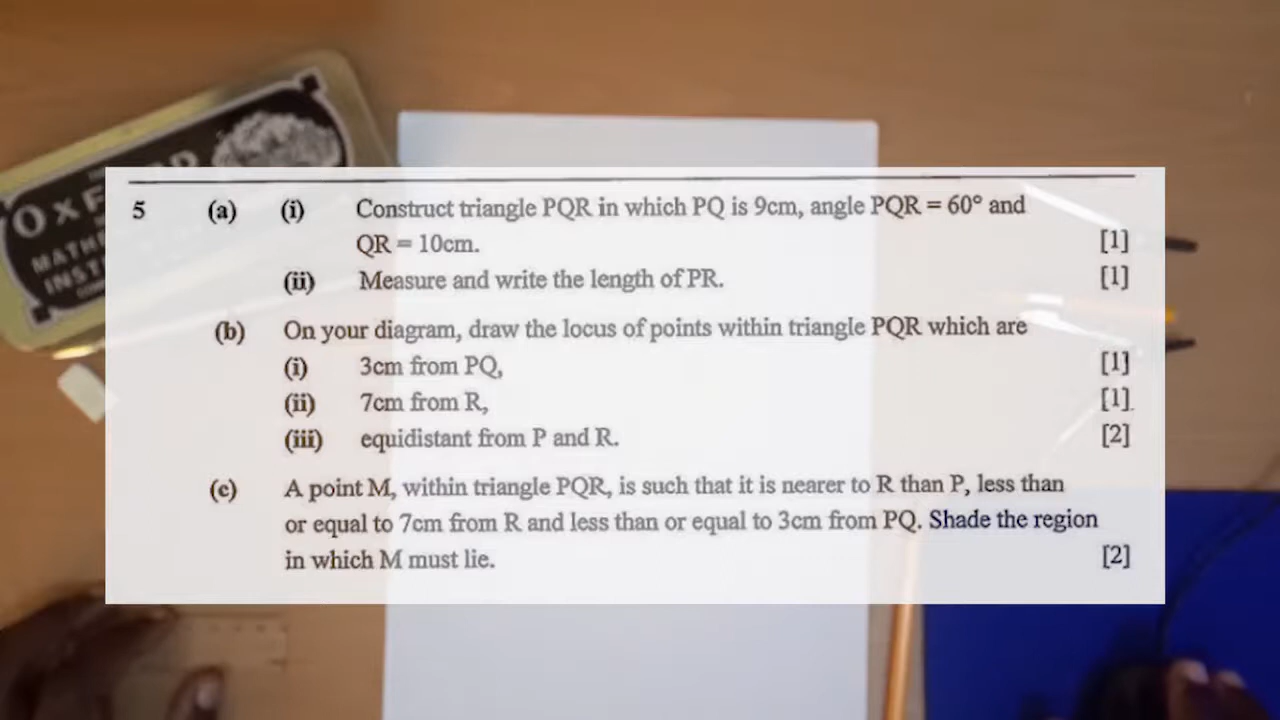 OxF
MATH
INST
5 (a) (i) Construct triangle PQR in which PQ is 9cm, angle PQR = 60° and
QR = 10cm. [1]
(ii) Measure and write the length of PR. [1]
(b) On your diagram, draw the locus of points within triangle PQR which are
(i) 3cm from PQ, [1]
(ii) 7cm from R, [1]
(iii) equidistant from P and R. [2]
(c) A point M, within triangle PQR, is such that it is nearer to R than P, less than
or equal to 7cm from R and less than or equal to 3cm from PQ. Shade the region
in which M must lie. [2]